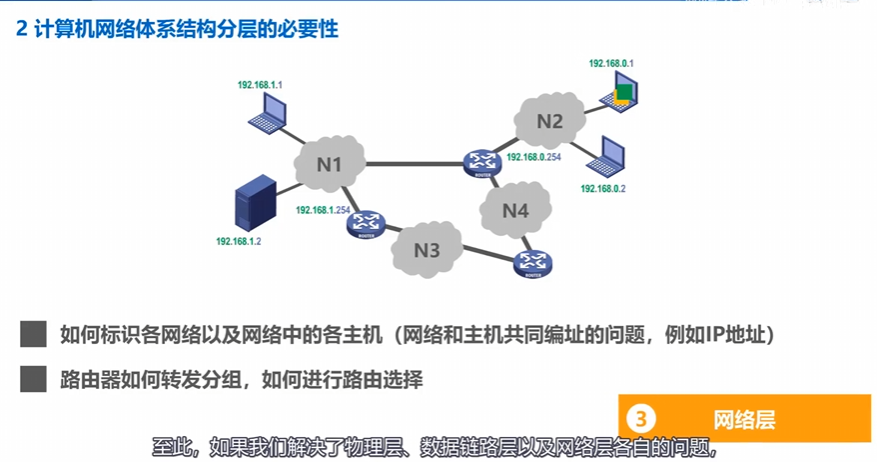 2 计算机网络体系结构分层的必要性
192.168.0.1
192.168.1.1
N2
N1
192.168.0.254
ROUTER
192.168.0.2
192.168.1.254
N4
192.168.1.2
ROUTER
N3
ROUTER
如何标识各网络以及网络中的各主机（网络和主机共同编址的问题，例如IP地址）
路由器如何转发分组，如何进行路由选择
3 网络层
至此，如果我们解决了物理层、数据链路层以及网络层各自的问题，